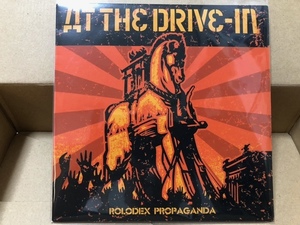 AT THE DRIVE-IN
ROLODEX PROPAGANDA